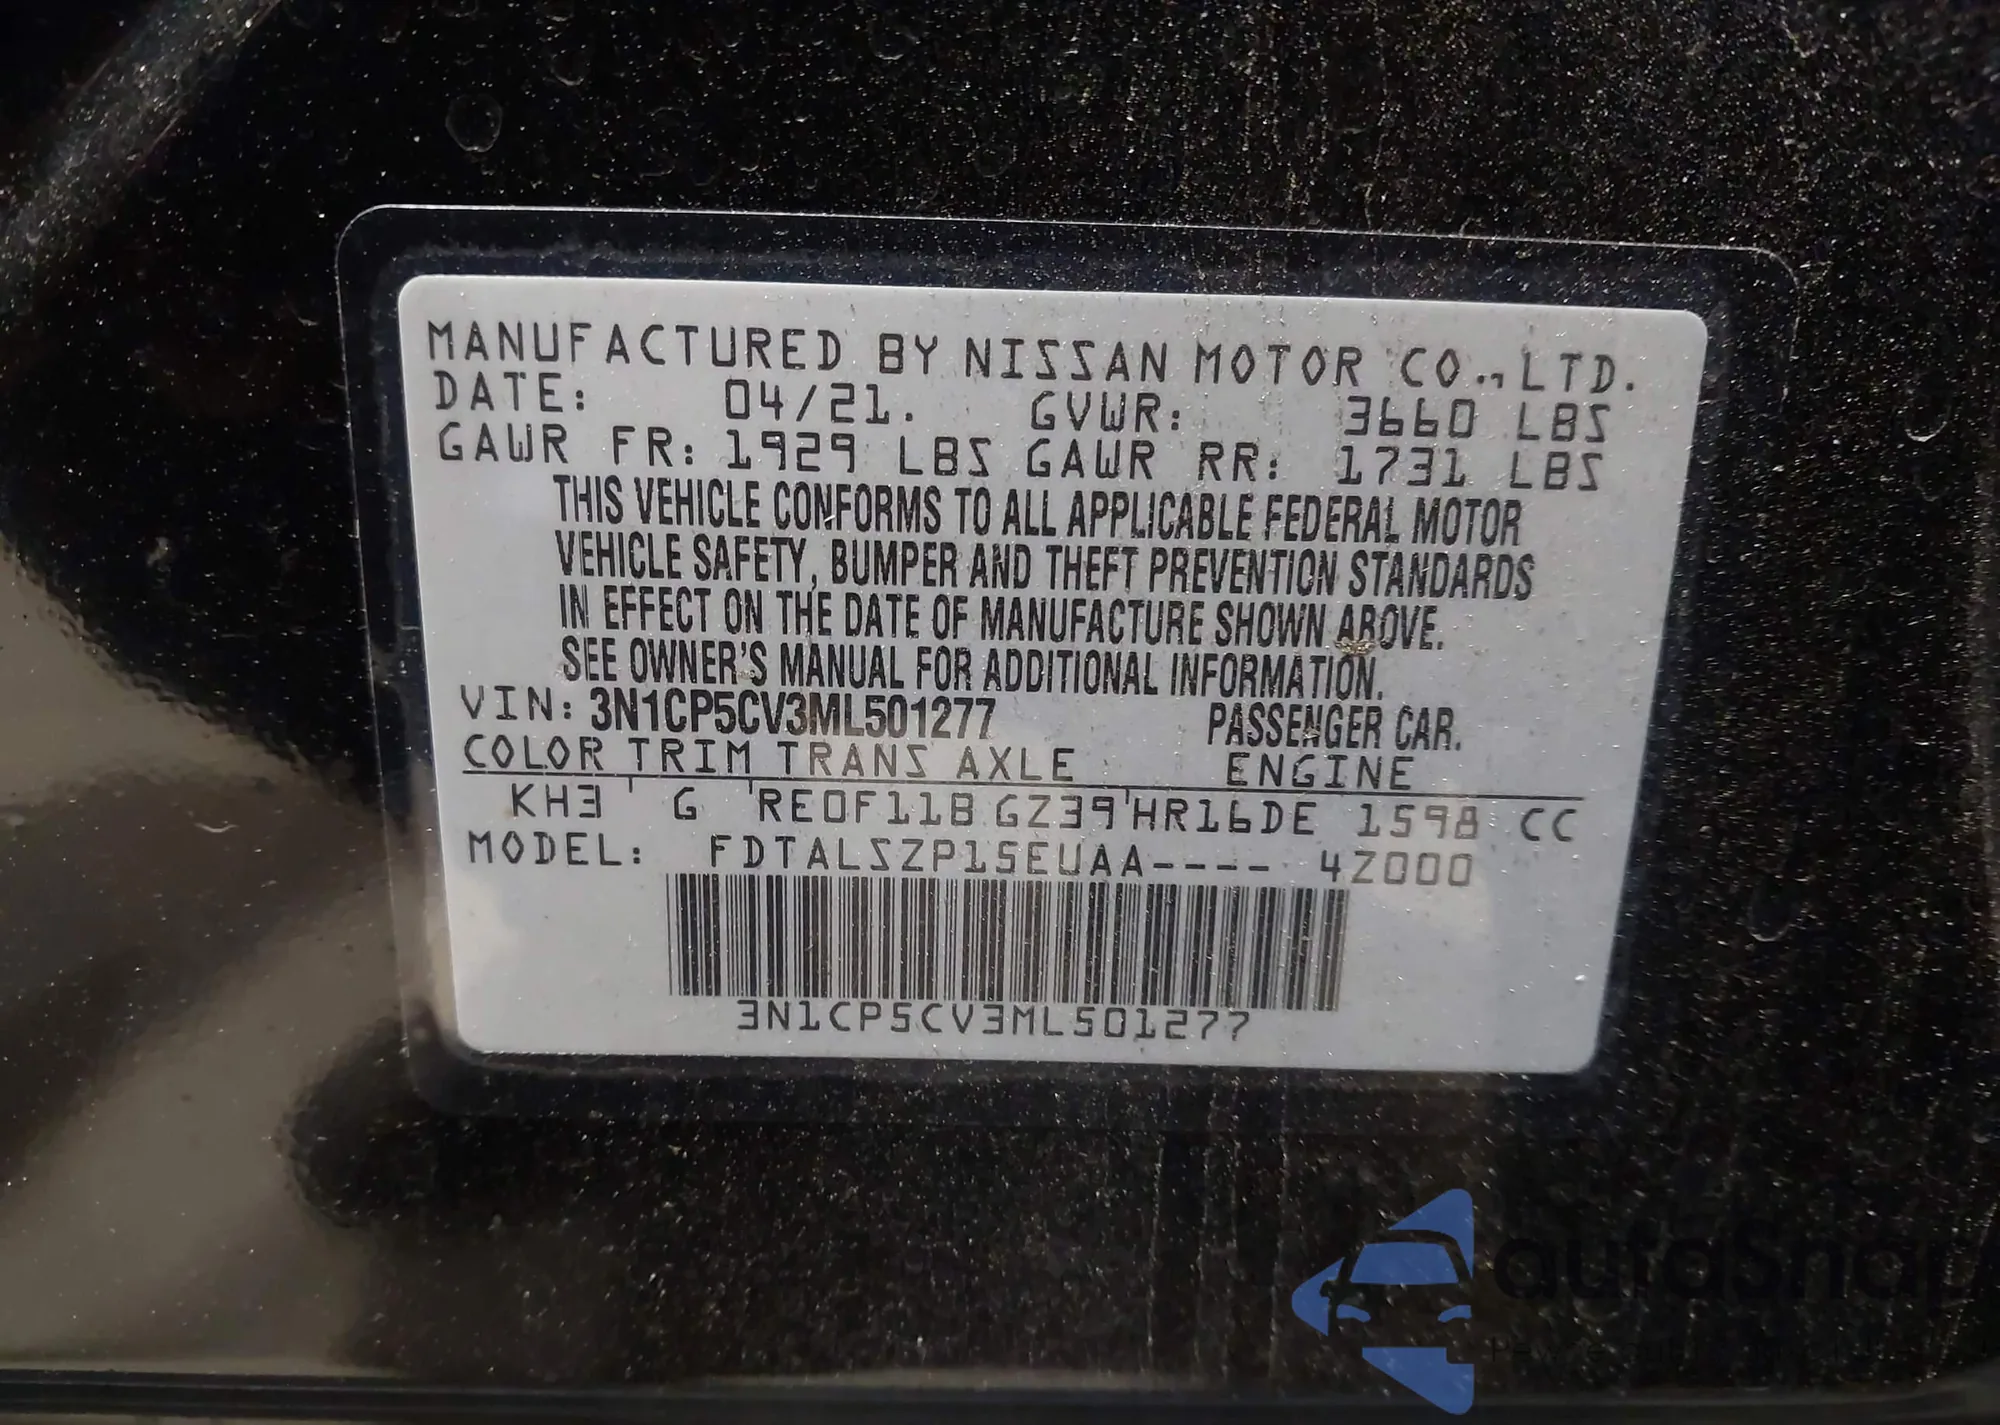 MANUFACTURED BY NISSAN MOTOR CO., LTD.
DATE: 04/21. GVWR: 3660 LBS
GAWR FR: 1929 LBS GAWR RR: 1731 LBS
THIS VEHICLE CONFORMS TO ALL APPLICABLE FEDERAL MOTOR
VEHICLE SAFETY, BUMPER AND THEFT PREVENTION STANDARDS
IN EFFECT ON THE DATE OF MANUFACTURE SHOWN ABOVE.
SEE OWNER'S MANUAL FOR ADDITIONAL INFORMATION.
VIN: 3N1CP5CV3ML501277 PASSENGER CAR.
COLOR TRIM TRANS AXLE ENGINE
KH3 G RE0F11B GZ39 HR16DE 1598 CC
MODEL: FDTALSZP15EUAA---- 4Z000
3N1CP5CV3ML501277